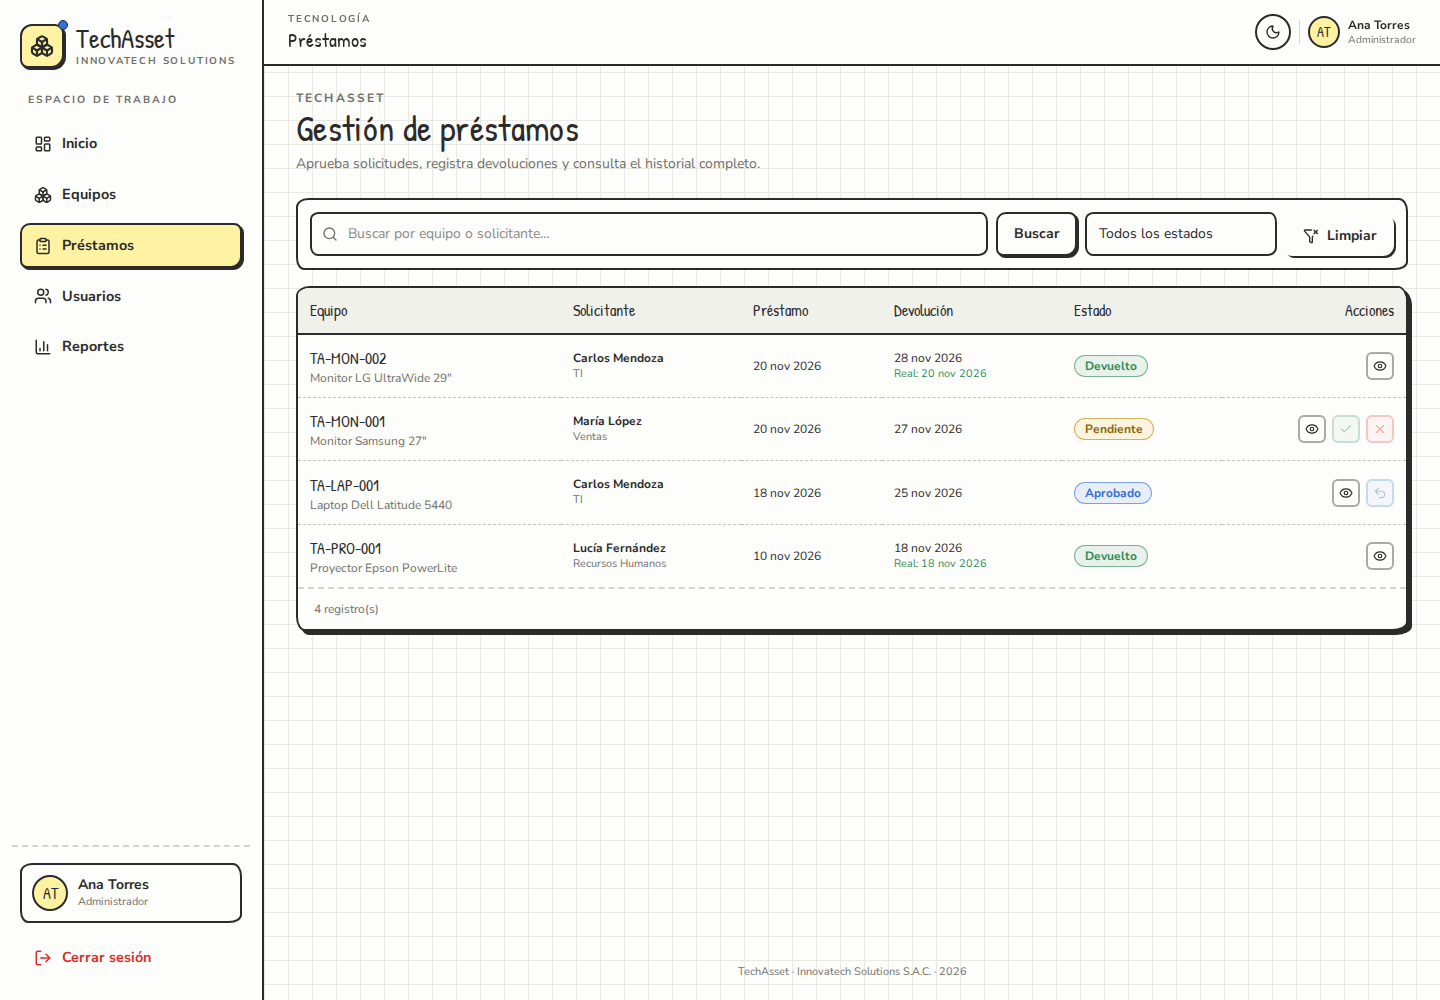 TechAsset
INNOVATECH SOLUTIONS
ESPACIO DE TRABAJO
Inicio
Equipos
Préstamos
Usuarios
Reportes
AT
Ana Torres
Administrador
Cerrar sesión
TECNOLOGÍA
Préstamos
AT
Ana Torres
Administrador
TECHASSET
Gestión de préstamos
Aprueba solicitudes, registra devoluciones y consulta el historial completo.
Buscar por equipo o solicitante...
Buscar
Todos los estados
Limpiar
Equipo Solicitante Préstamo Devolución Estado Acciones
TA-MON-002 Carlos Mendoza 20 nov 2026 28 nov 2026 Devuelto
Monitor LG UltraWide 29" TI Real: 20 nov 2026
TA-MON-001 María López 20 nov 2026 27 nov 2026 Pendiente
Monitor Samsung 27" Ventas
TA-LAP-001 Carlos Mendoza 18 nov 2026 25 nov 2026 Aprobado
Laptop Dell Latitude 5440 TI
TA-PRO-001 Lucía Fernández 10 nov 2026 18 nov 2026 Devuelto
Proyector Epson PowerLite Recursos Humanos Real: 18 nov 2026
4 registro(s)
TechAsset · Innovatech Solutions S.A.C. · 2026